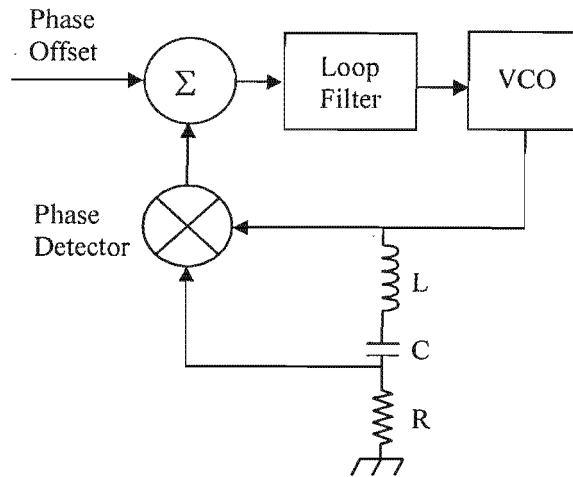 Phase
Offset
Σ
Loop
Filter
VCO
Phase
Detector
L
C
R